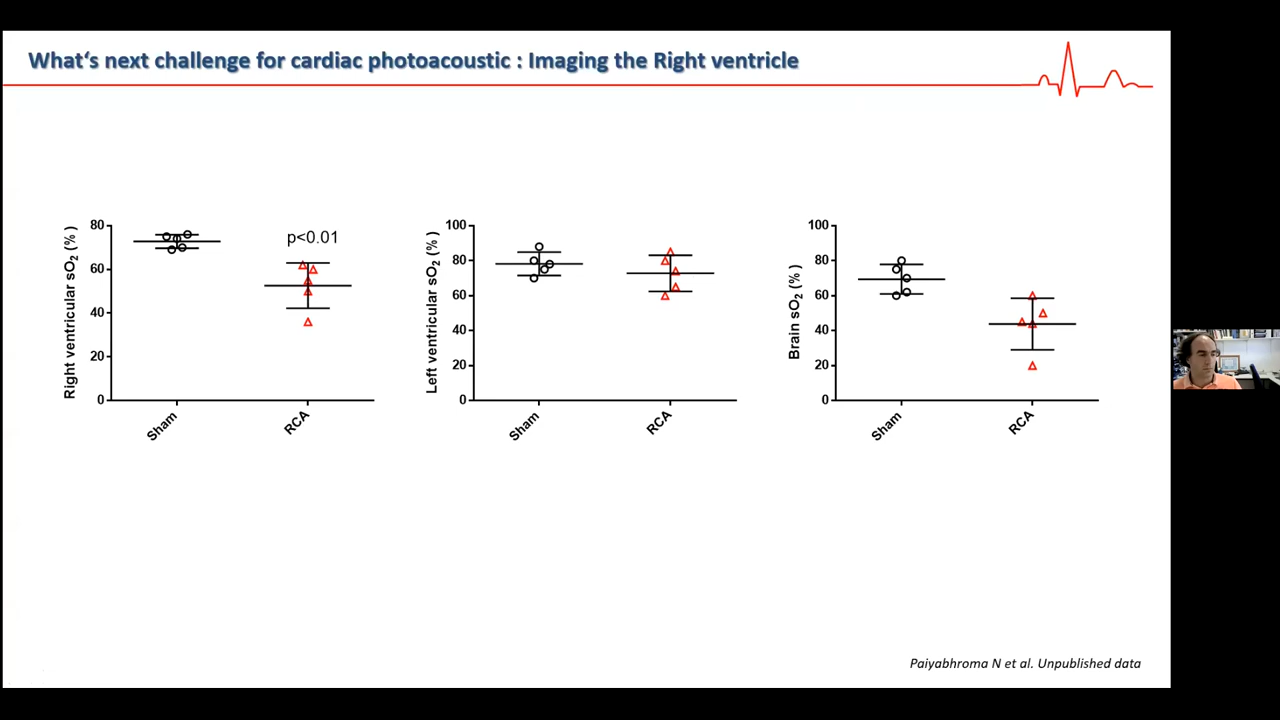 What's next challenge for cardiac photoacoustic : Imaging the Right ventricle
Right ventricular sO2 (% )
80
60
40
20
0
p<0.01
Sham
RCA
Left ventricular sO2 (% )
100
80
60
40
20
0
Sham
RCA
Brain sO2 (% )
100
80
60
40
20
0
Sham
RCA
Paiyabhroma N et al. Unpublished data